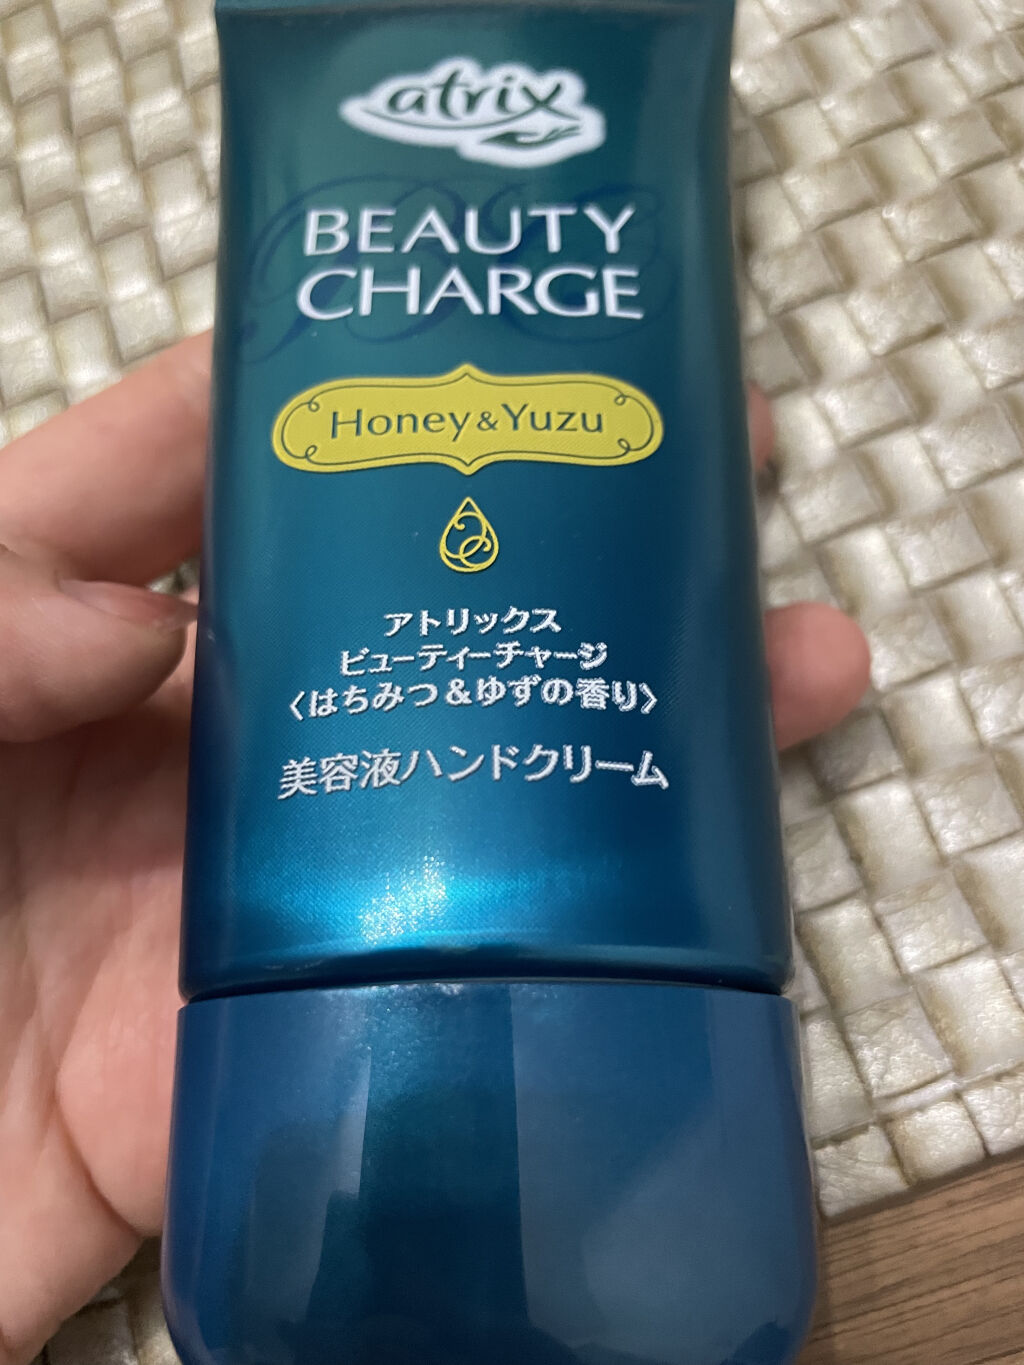 atrix
BEAUTY
CHARGE
Honey&Yuzu
アトリックス
ビューティーチャージ
〈はちみつ&ゆずの香り〉
美容液ハンドクリーム